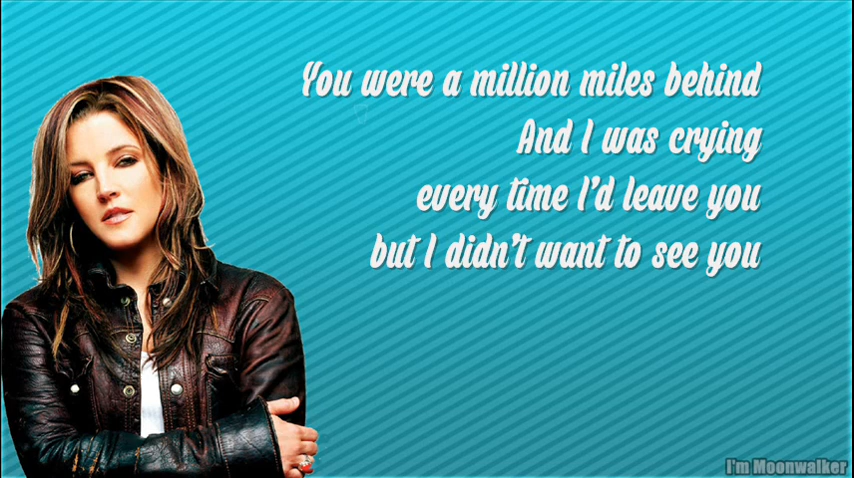 You were a million miles behind
And I was crying
every time I'd leave you
but I didn't want to see you
I'm Moonwalker